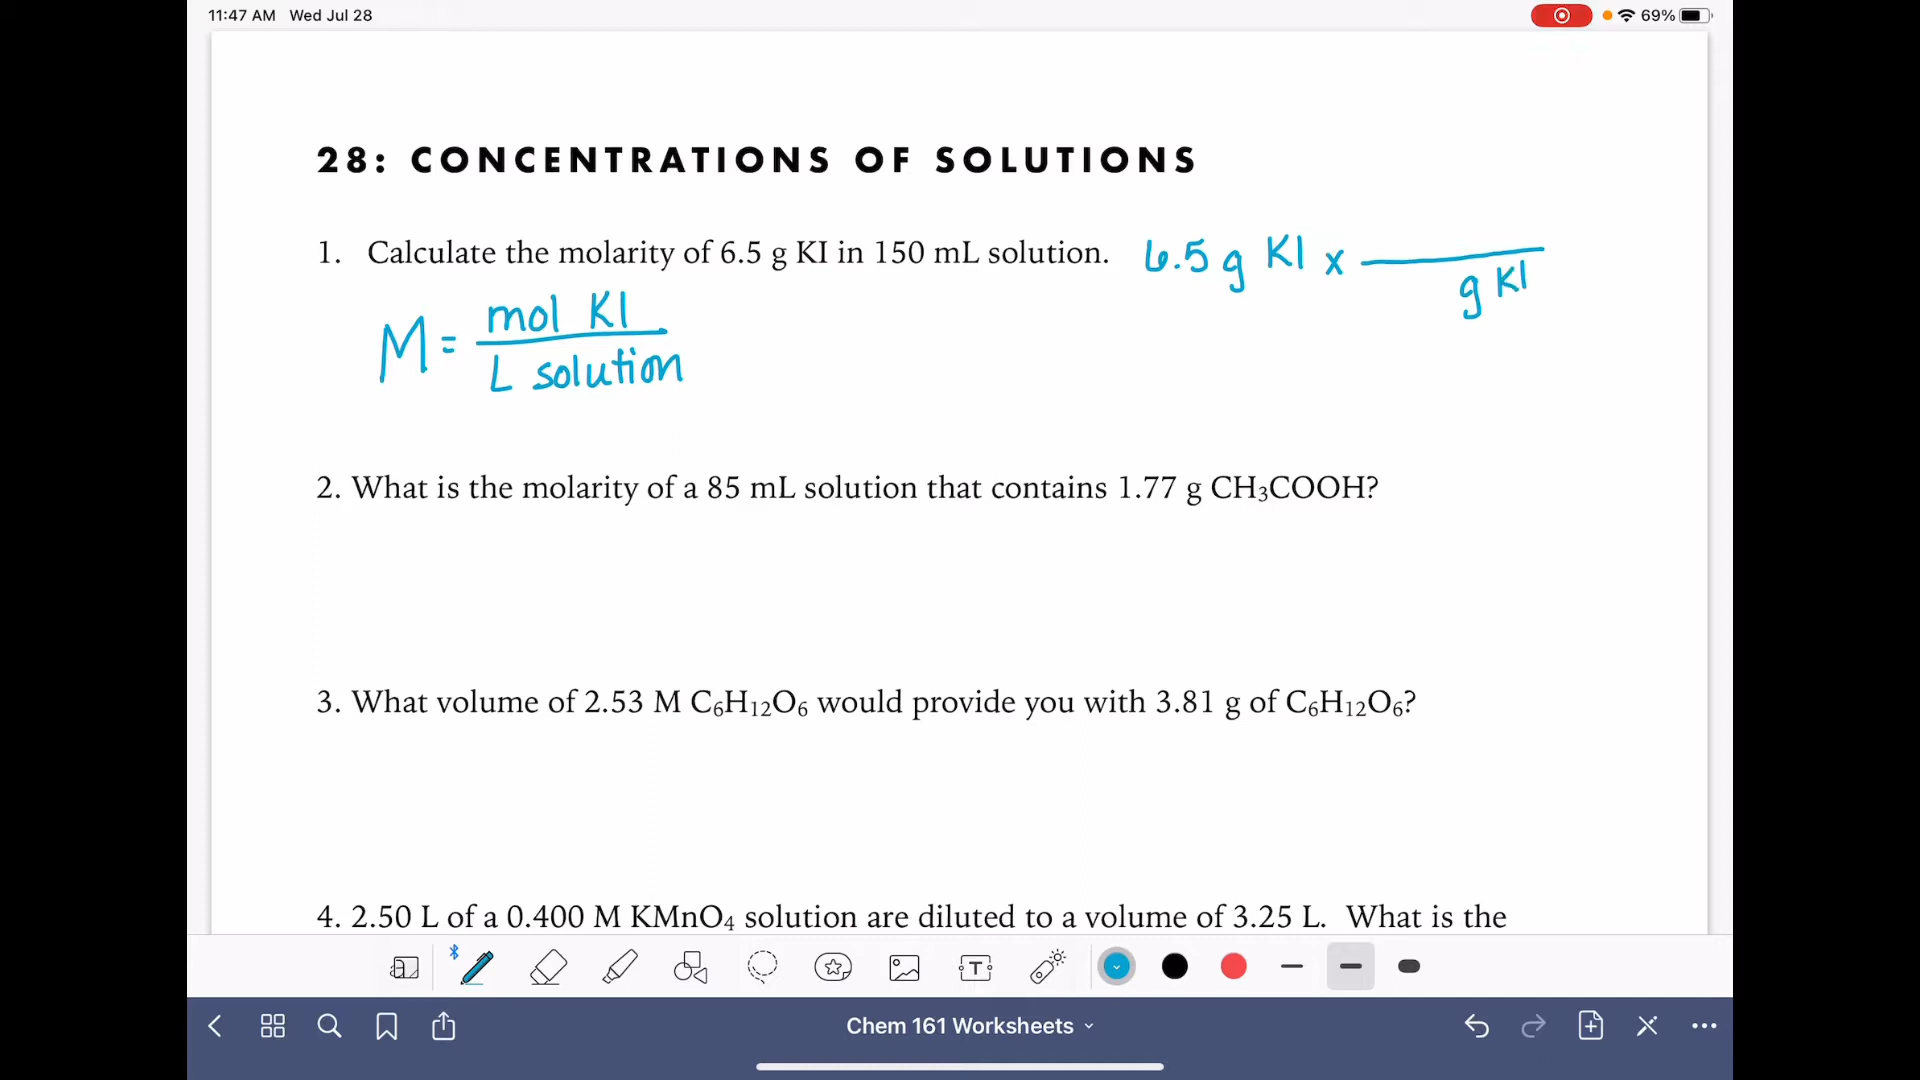 11:47 AM Wed Jul 28
69%
28: CONCENTRATIONS OF SOLUTIONS
1. Calculate the molarity of 6.5 g KI in 150 mL solution. 6.5 g KI x
g KI
M = mol KI
L solution
2. What is the molarity of a 85 mL solution that contains 1.77 g CH₃COOH?
3. What volume of 2.53 M C₆H₁₂O₆ would provide you with 3.81 g of C₆H₁₂O₆?
4. 2.50 L of a 0.400 M KMnO₄ solution are diluted to a volume of 3.25 L. What is the
Chem 161 Worksheets